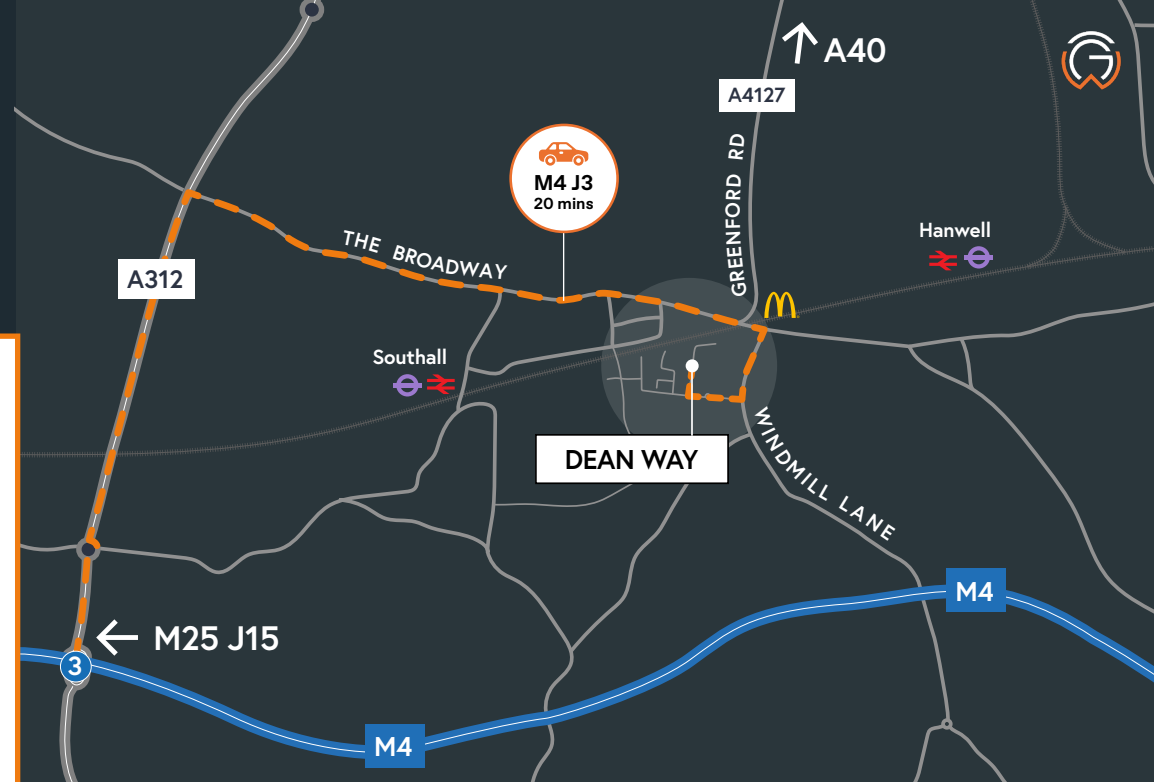 A40
A4127
GREENFORD RD
M4 J3
20 mins
THE BROADWAY
Hanwell
A312
Southall
DEAN WAY
WINDMILL LANE
M4
M25 J15
3
M4